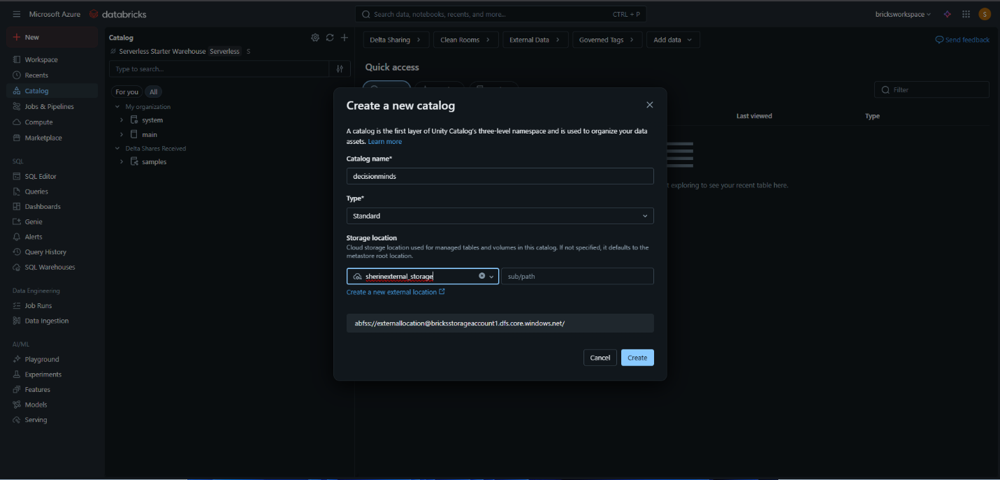 Microsoft Azure databricks
Search data, notebooks, recents, and more... CTRL + P
bricksworkspace
S
New
Workspace
Recents
Catalog
Jobs & Pipelines
Compute
Marketplace
SQL
SQL Editor
Queries
Dashboards
Genie
Alerts
Query History
SQL Warehouses
Data Engineering
Job Runs
Data Ingestion
AI/ML
Playground
Experiments
Features
Models
Serving
Catalog
Serverless Starter Warehouse Serverless S
Type to search...
For you All
My organization
system
main
Delta Shares Received
samples
Delta Sharing Clean Rooms External Data Governed Tags Add data
Send feedback
Quick access
Filter
Last viewed Type
exploring to see your recent table here.
Create a new catalog
A catalog is the first layer of Unity Catalog's three-level namespace and is used to organize your data
assets. Learn more
Catalog name*
decisionminds
Type*
Standard
Storage location
Cloud storage location used for managed tables and volumes in this catalog. If not specified, it defaults to the
metastore root location.
sherinexternal_storage sub/path
Create a new external location
abfss://externallocation@bricksstorageaccount1.dfs.core.windows.net/
Cancel Create